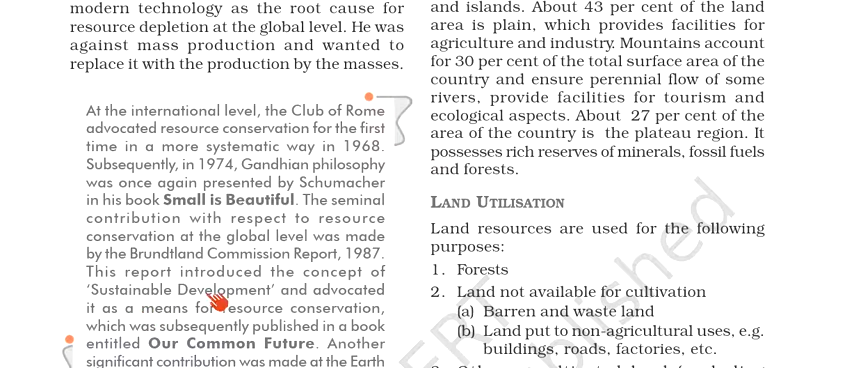 modern technology as the root cause for
resource depletion at the global level. He was
against mass production and wanted to
replace it with the production by the masses.
At the international level, the Club of Rome
advocated resource conservation for the first
time in a more systematic way in 1968.
Subsequently, in 1974, Gandhian philosophy
was once again presented by Schumacher
in his book Small is Beautiful. The seminal
contribution with respect to resource
conservation at the global level was made
by the Brundtland Commission Report, 1987.
This report introduced the concept of
‘Sustainable Development’ and advocated
it as a means for resource conservation,
which was subsequently published in a book
entitled Our Common Future. Another
significant contribution was made at the Earth
and islands. About 43 per cent of the land
area is plain, which provides facilities for
agriculture and industry. Mountains account
for 30 per cent of the total surface area of the
country and ensure perennial flow of some
rivers, provide facilities for tourism and
ecological aspects. About 27 per cent of the
area of the country is the plateau region. It
possesses rich reserves of minerals, fossil fuels
and forests.
LAND UTILISATION
Land resources are used for the following
purposes:
1. Forests
2. Land not available for cultivation
(a) Barren and waste land
(b) Land put to non-agricultural uses, e.g.
buildings, roads, factories, etc.